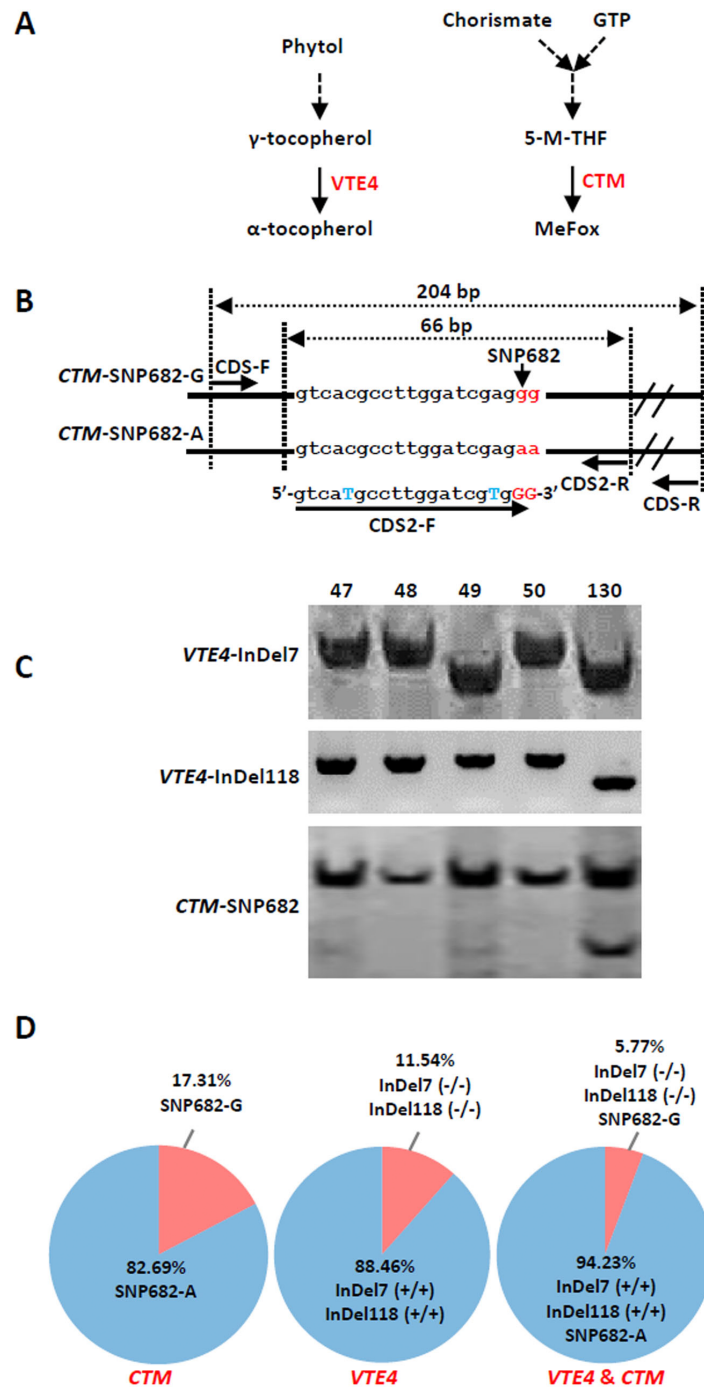 A
Phytol
γ-tocopherol
VTE4
α-tocopherol
Chorismate GTP
5-M-THF
CTM
MeFox
B
204 bp
66 bp
SNP682
CTM-SNP682-G CDS-F gtcacgccttggatcgaggg
CTM-SNP682-A gtcacgccttggatcgagaa
CDS2-R
5'-gtcaTgccttggatcgTgGG-3'
CDS-R
CDS2-F
C
47 48 49 50 130
VTE4-InDel7
VTE4-InDel118
CTM-SNP682
D
17.31%
SNP682-G
82.69%
SNP682-A
CTM
11.54%
InDel7 (-/-)
InDel118 (-/-)
88.46%
InDel7 (+/+)
InDel118 (+/+)
VTE4
5.77%
InDel7 (-/-)
InDel118 (-/-)
SNP682-G
94.23%
InDel7 (+/+)
InDel118 (+/+)
SNP682-A
VTE4 & CTM